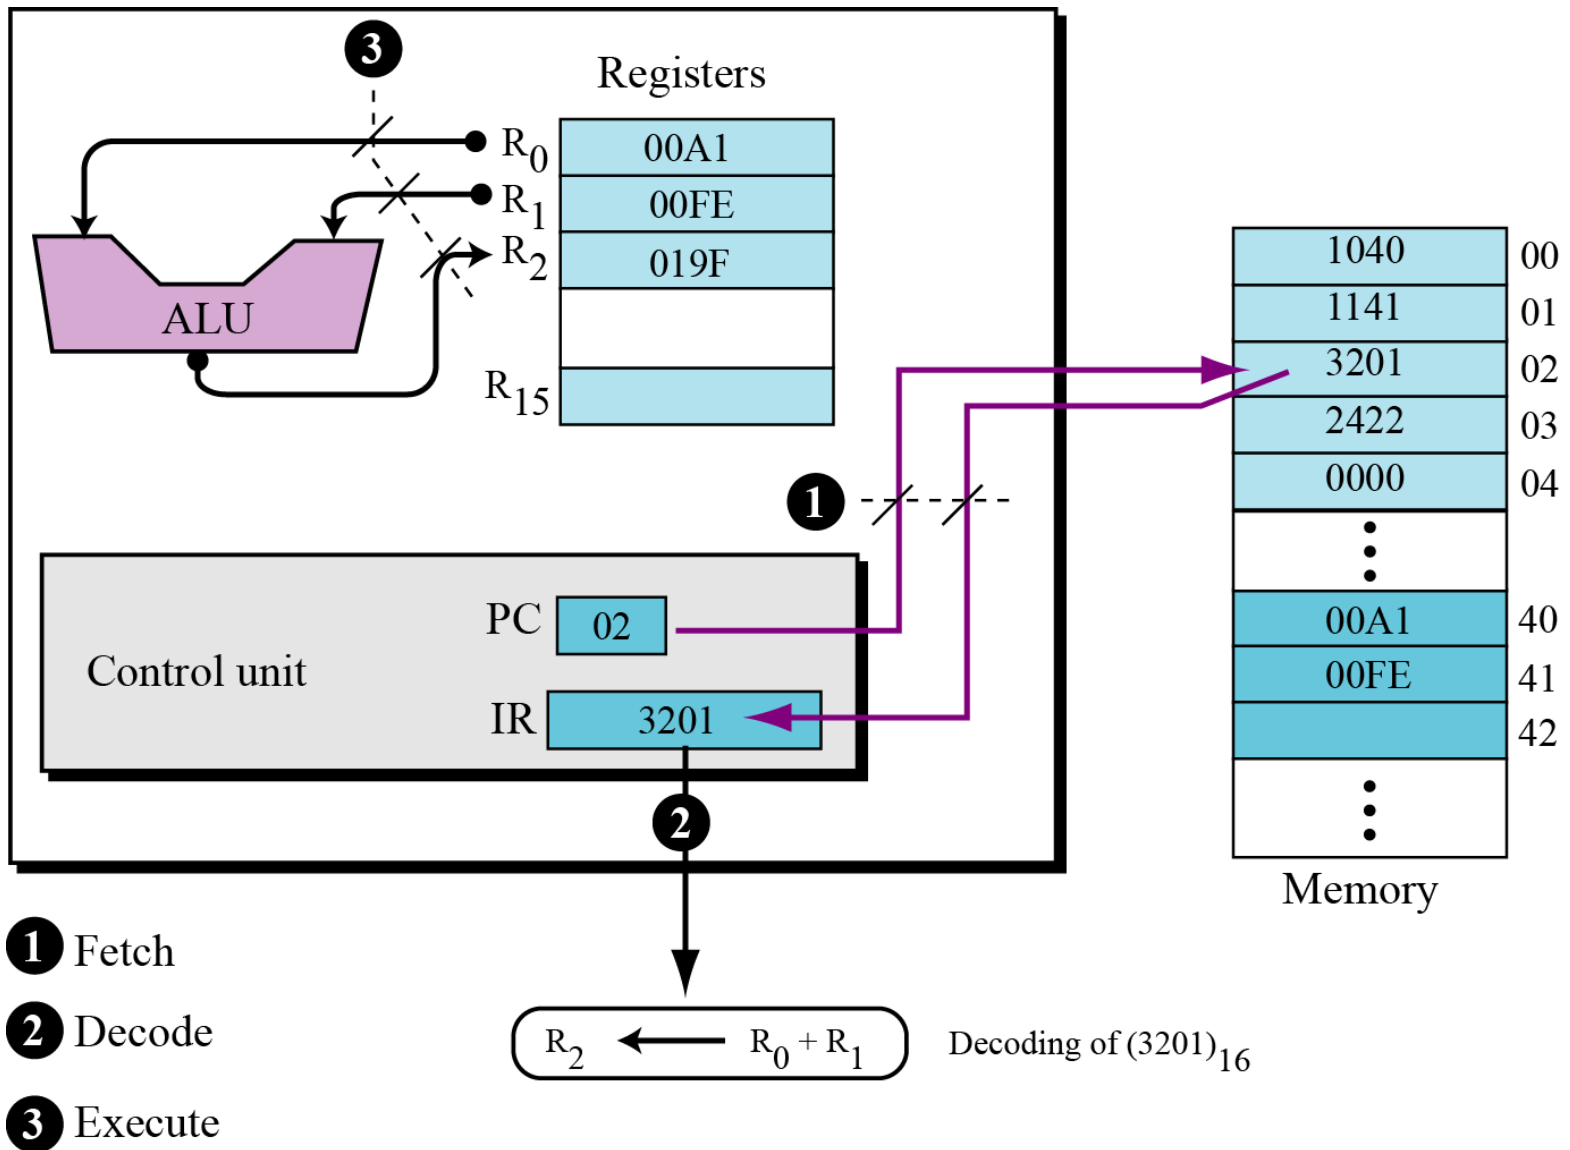 3
Registers
R0 00A1
R1 00FE
R2 019F
R15
ALU
1040 00
1141 01
3201 02
2422 03
0000 04
00A1 40
00FE 41
42
Memory
1
Control unit
PC 02
IR 3201
2
1 Fetch
2 Decode
3 Execute
R2 ← R0 + R1
Decoding of (3201)16